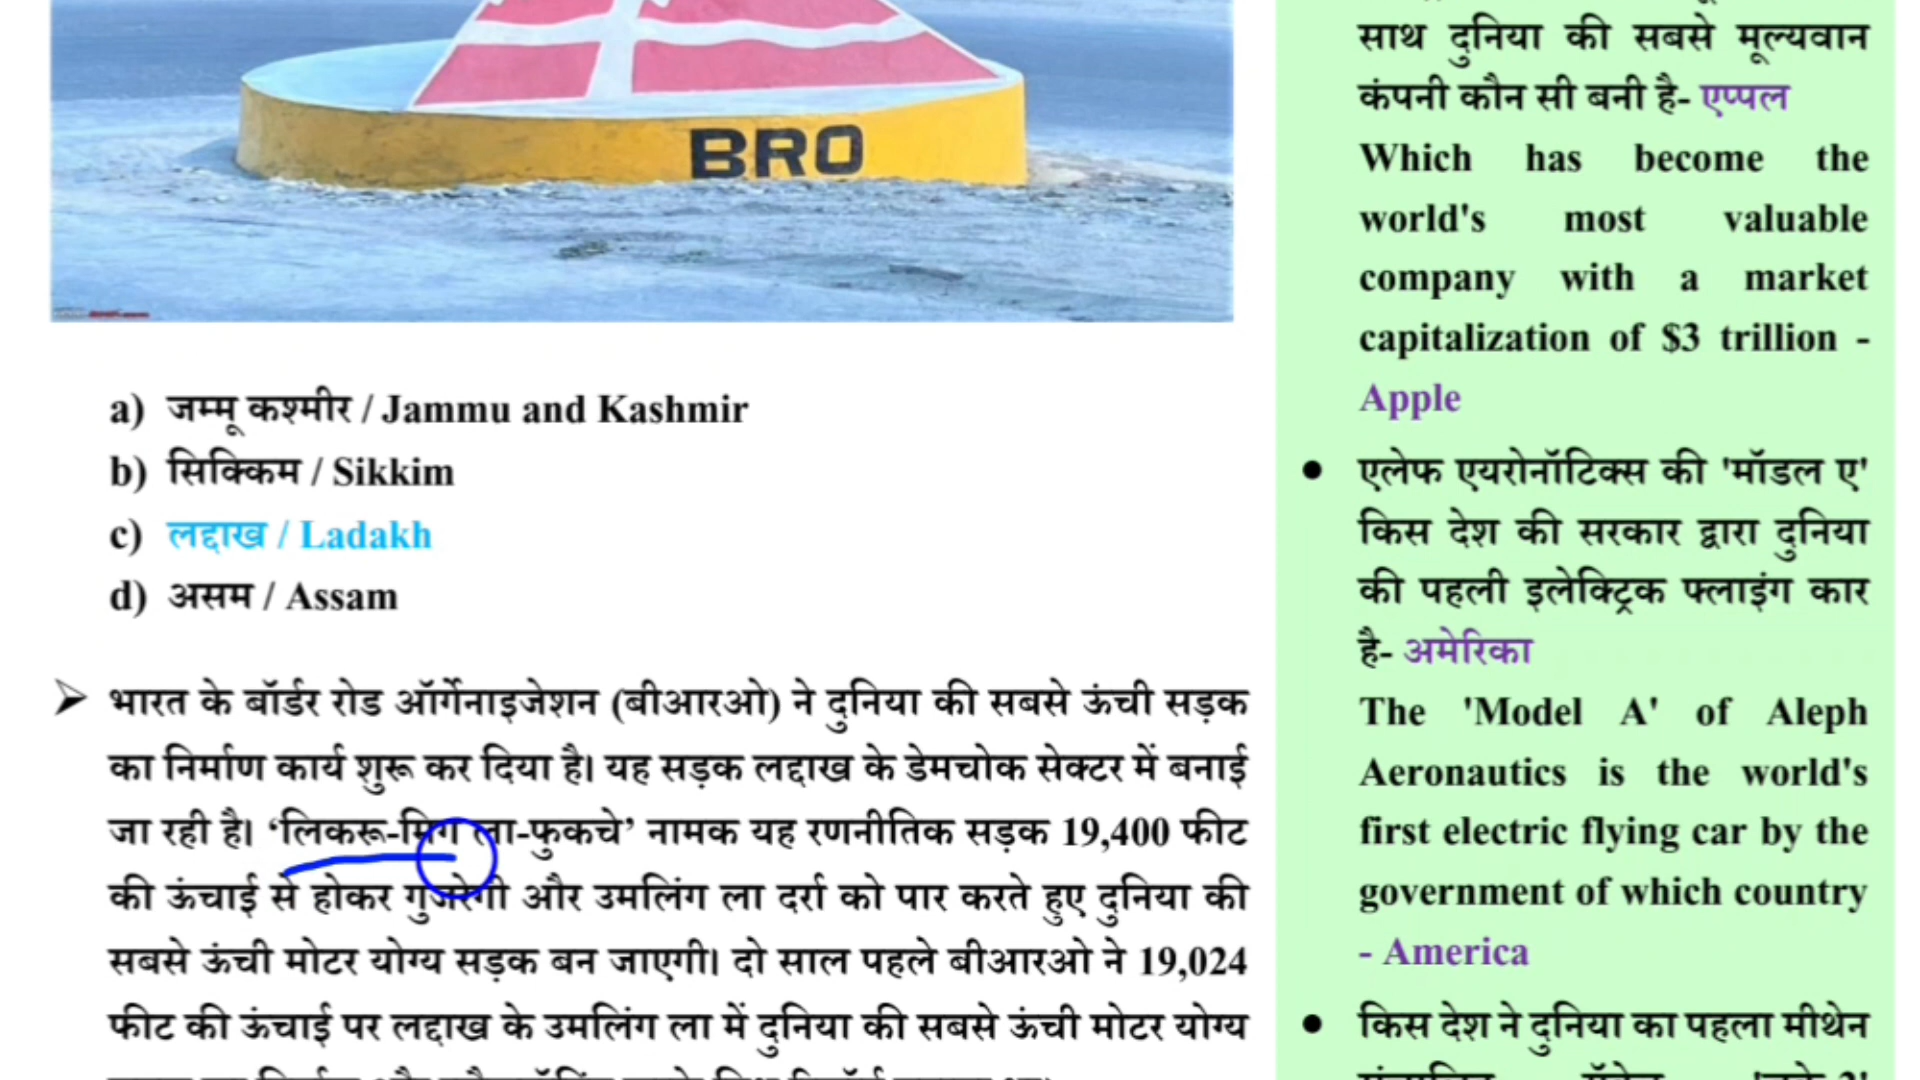 BRO
a) जम्मू कश्मीर / Jammu and Kashmir
b) सिक्किम / Sikkim
c) लद्दाख / Ladakh
d) असम / Assam
भारत के बॉर्डर रोड ऑर्गेनाइजेशन (बीआरओ) ने दुनिया की सबसे ऊंची सड़क
का निर्माण कार्य शुरू कर दिया है। यह सड़क लद्दाख के डेमचोक सेक्टर में बनाई
जा रही है। ‘लिकरू-मिग ला-फुकचे’ नामक यह रणनीतिक सड़क 19,400 फीट
की ऊंचाई से होकर गुजरेगी और उमलिंग ला दर्रा को पार करते हुए दुनिया की
सबसे ऊंची मोटर योग्य सड़क बन जाएगी। दो साल पहले बीआरओ ने 19,024
फीट की ऊंचाई पर लद्दाख के उमलिंग ला में दुनिया की सबसे ऊंची मोटर योग्य
साथ दुनिया की सबसे मूल्यवान
कंपनी कौन सी बनी है- एप्पल
Which has become the
world's most valuable
company with a market
capitalization of $3 trillion -
Apple
● एलेफ एयरोनॉटिक्स की 'मॉडल ए'
किस देश की सरकार द्वारा दुनिया
की पहली इलेक्ट्रिक फ्लाइंग कार
है- अमेरिका
The 'Model A' of Aleph
Aeronautics is the world's
first electric flying car by the
government of which country
- America
● किस देश ने दुनिया का पहला मीथेन